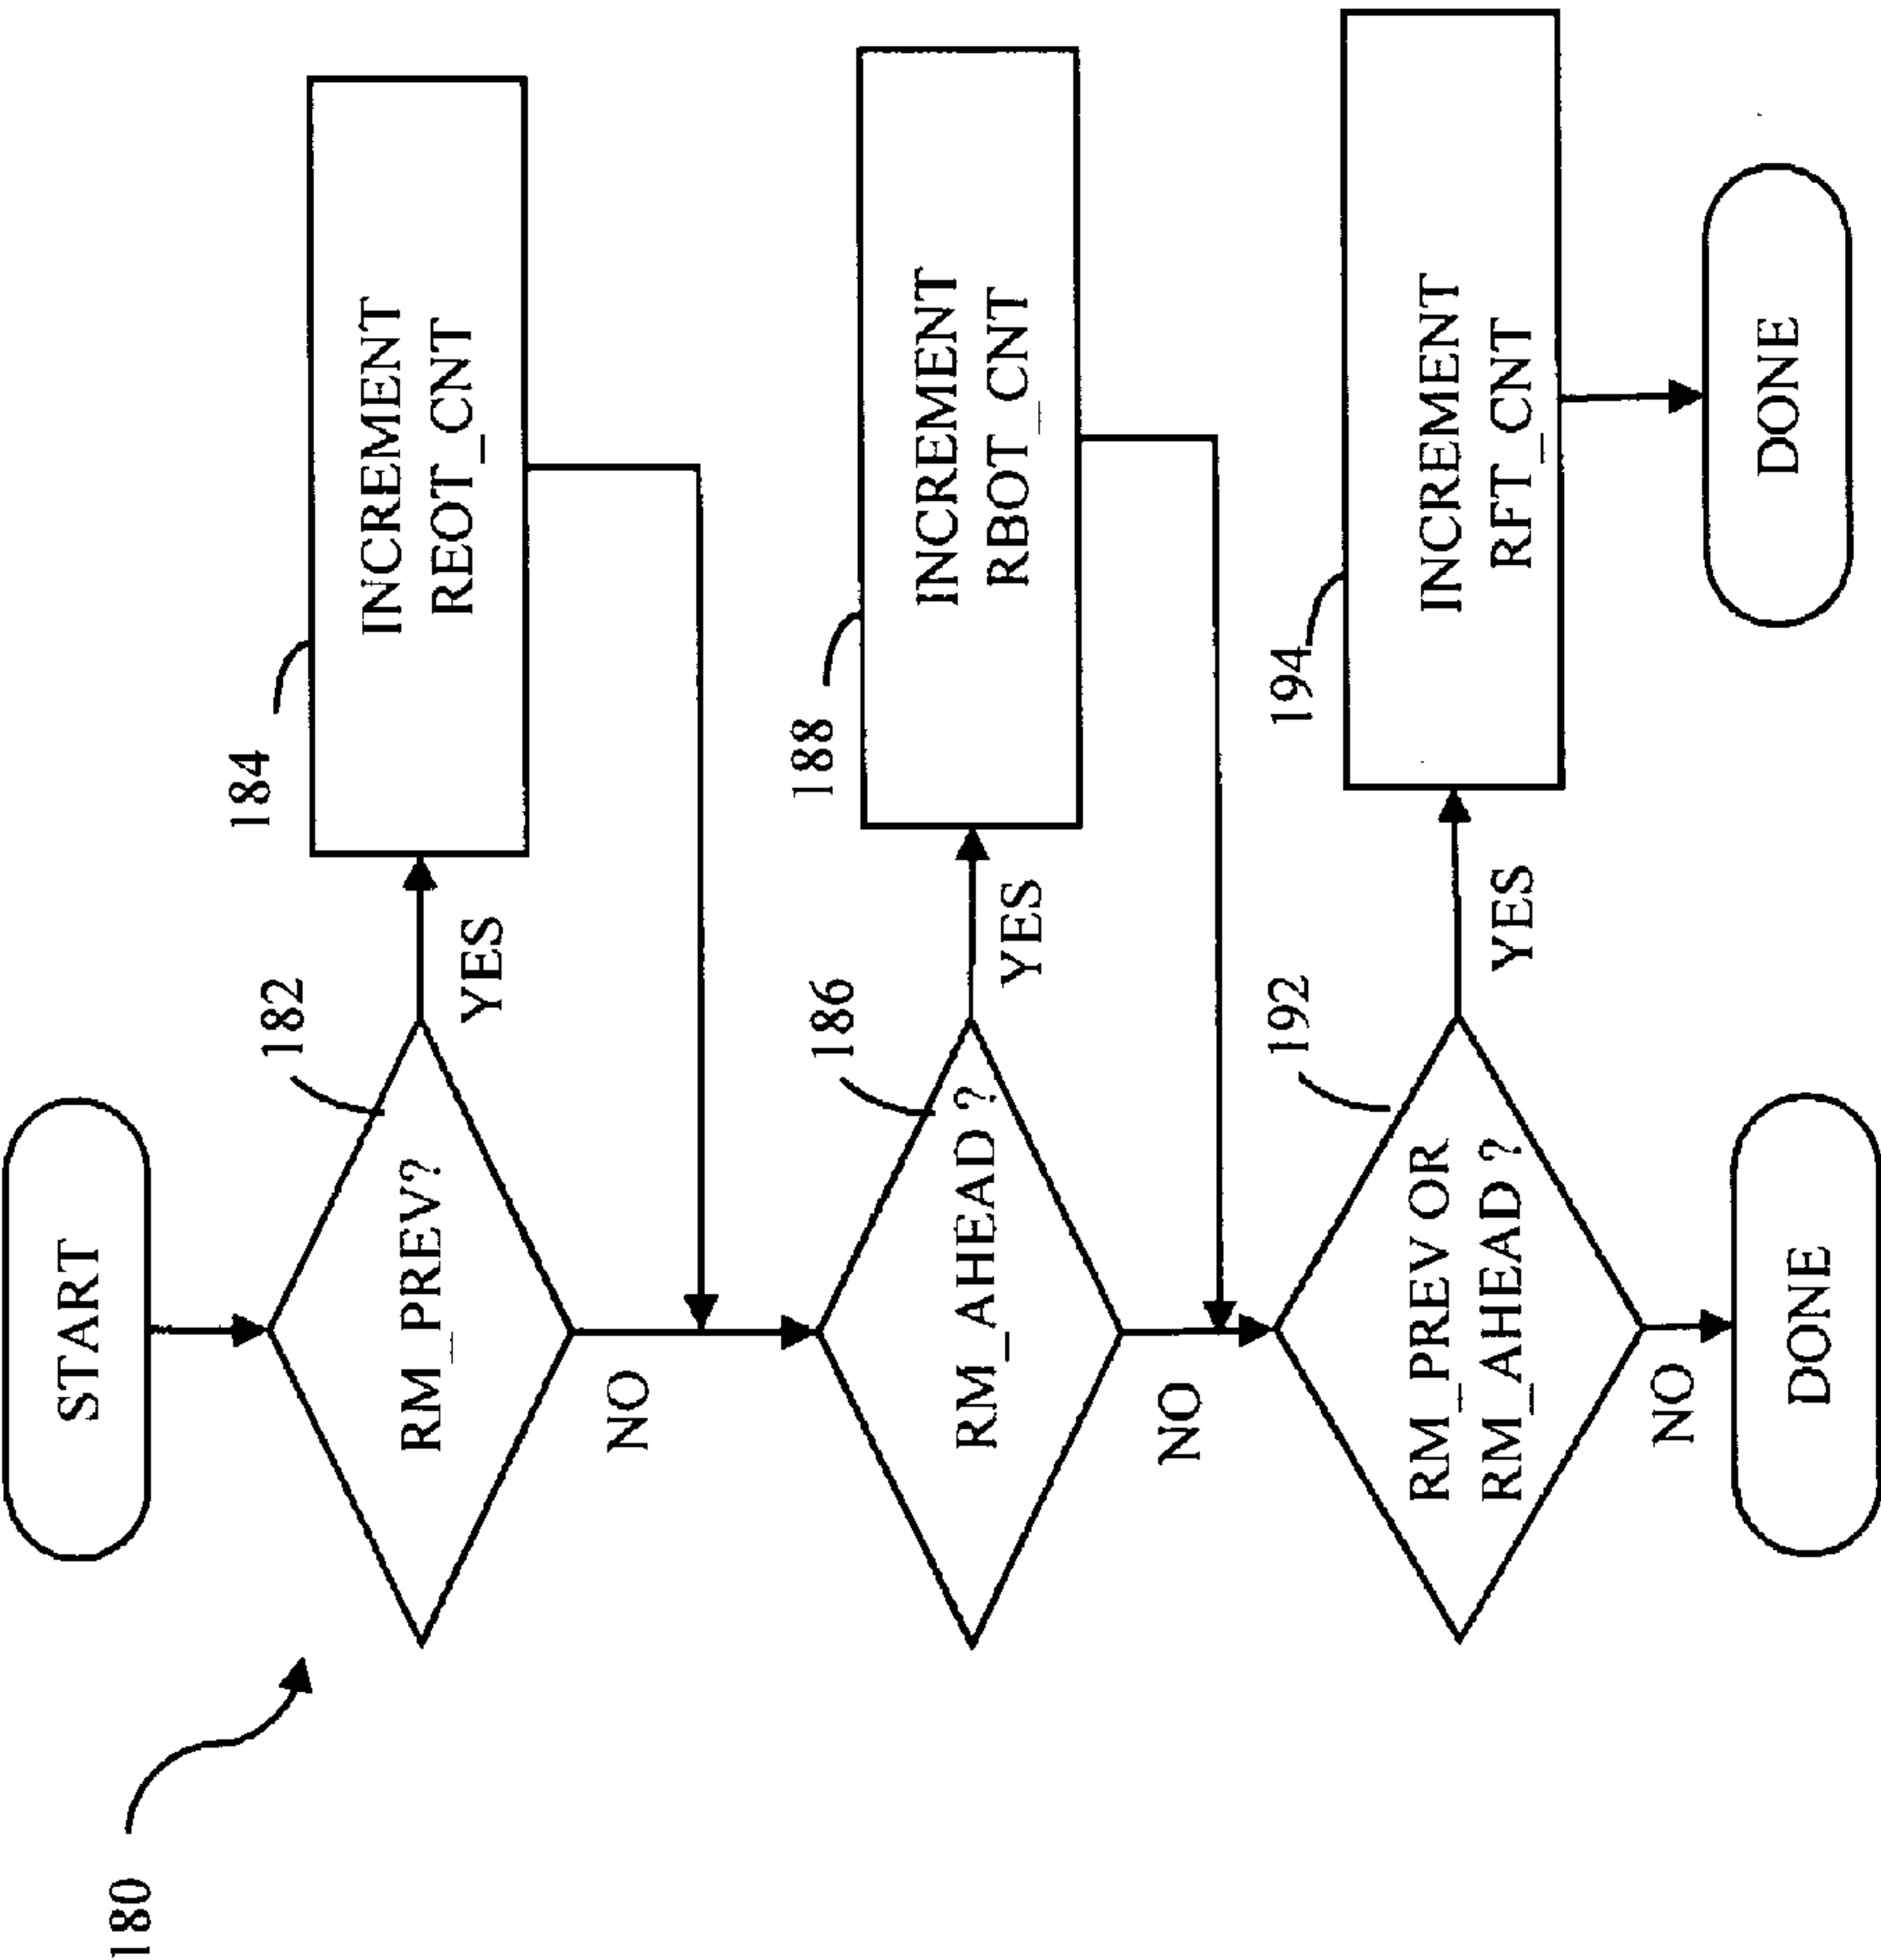 180
START
182
RM_PREV?
YES
184
INCREMENT
REOT_CNT
NO
186
RM_AHEAD ?
YES
188
INCREMENT
RBOT_CNT
NO
192
RM_PREV OR
RM_AHEAD ?
YES
194
INCREMENT
RFT_CNT
NO
DONE
DONE